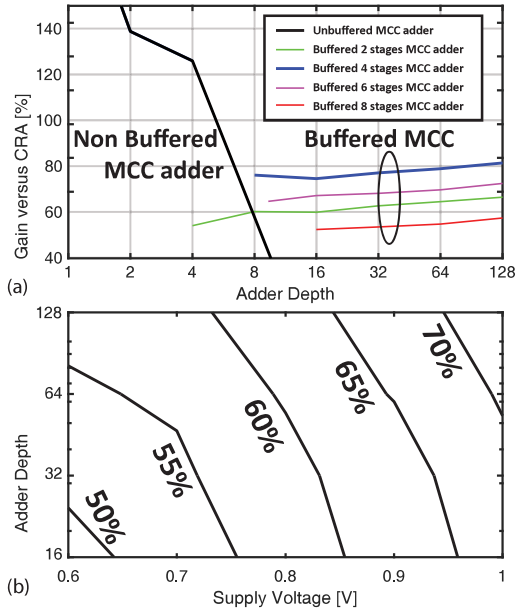 140
120
100
80
60
40
Gain versus CRA [%]
Unbuffered MCC adder
Buffered 2 stages MCC adder
Buffered 4 stages MCC adder
Buffered 6 stages MCC adder
Buffered 8 stages MCC adder
Non Buffered
MCC adder
Buffered MCC
1 2 4 8 16 32 64 128
(a)
Adder Depth
128
64
32
16
Adder Depth
50%
55%
60%
65%
70%
0.6 0.7 0.8 0.9 1
(b)
Supply Voltage [V]